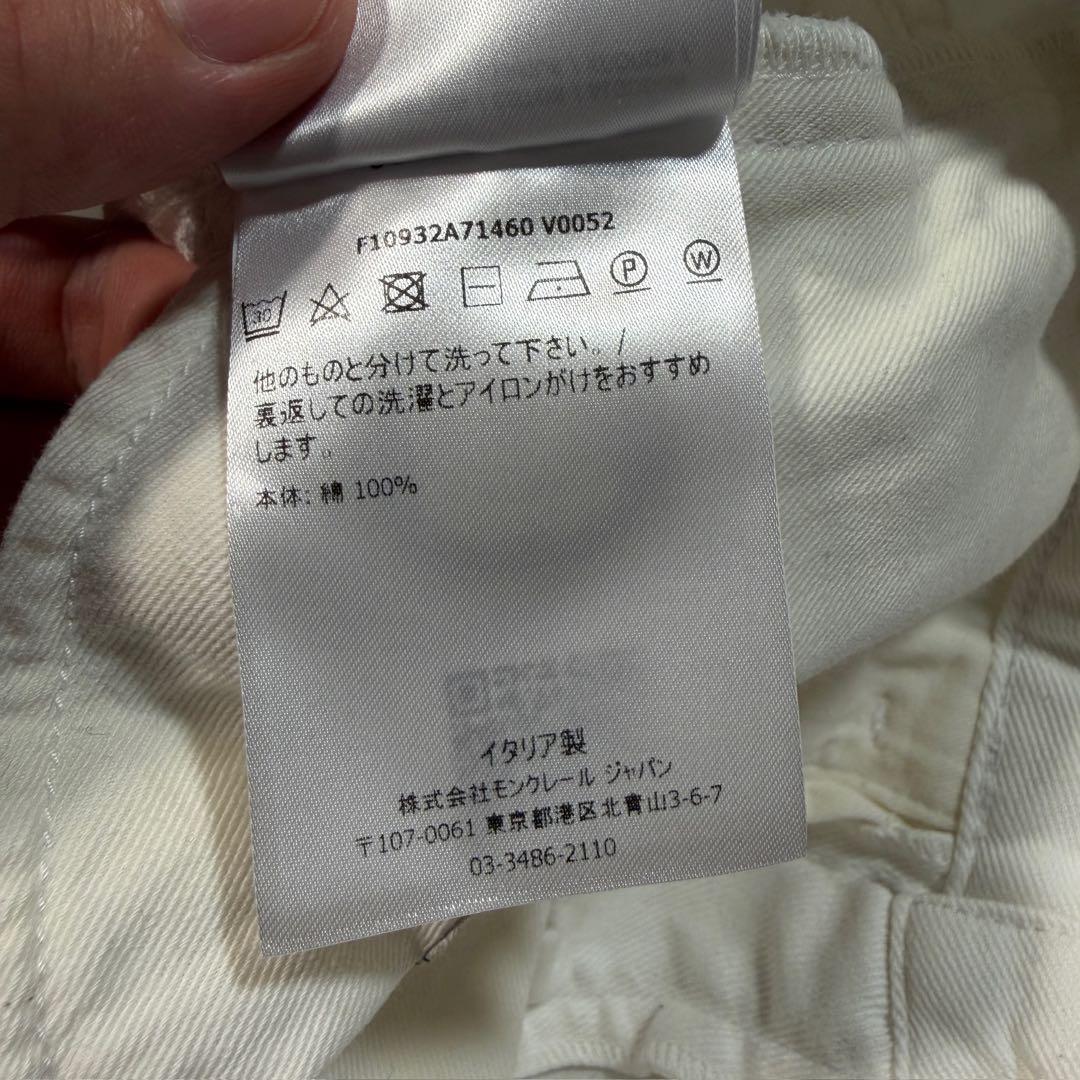 F10932A71460 V0052
30 P W
他のものと分けて洗って下さい。/
裏返しての洗濯とアイロンがけをおすすめ
します。
本体: 綿 100%
イタリア製
株式会社モンクレール ジャパン
〒107-0061 東京都港区北青山3-6-7
03-3486-2110